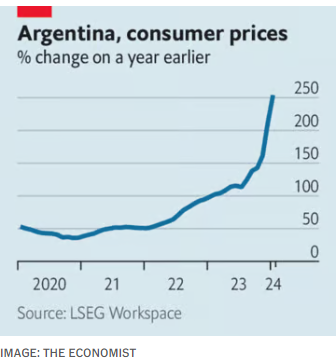 Argentina, consumer prices
% change on a year earlier
250
200
150
100
50
0
2020 21 22 23 24
Source: LSEG Workspace
IMAGE: THE ECONOMIST